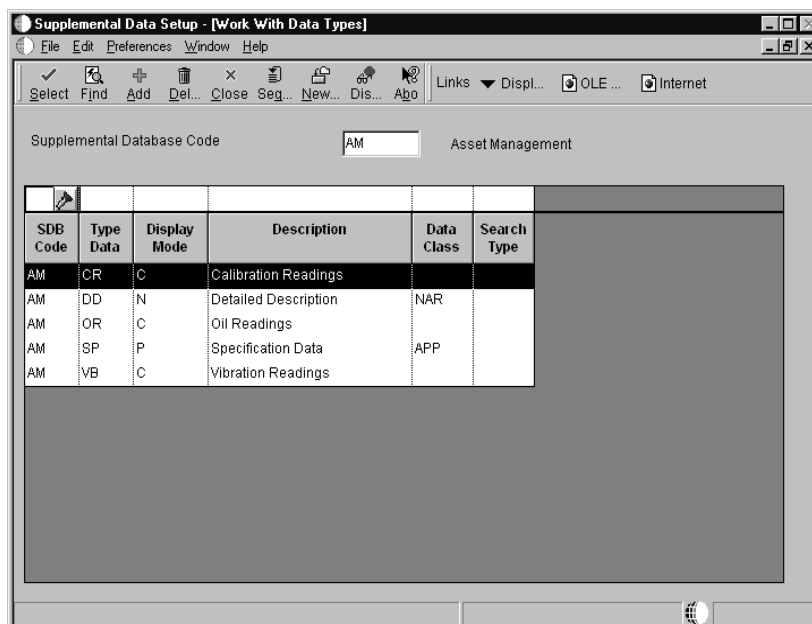 Supplemental Data Setup - [Work With Data Types]
File Edit Preferences Window Help
Select Find Add Del... Close Seq... New... Dis... Abo Links Displ... OLE ... Internet
Supplemental Database Code AM Asset Management
SDB Code Type Data Display Mode Description Data Class Search Type
AM CR C Calibration Readings
AM DD N Detailed Description NAR
AM OR C Oil Readings
AM SP P Specification Data APP
AM VB C Vibration Readings